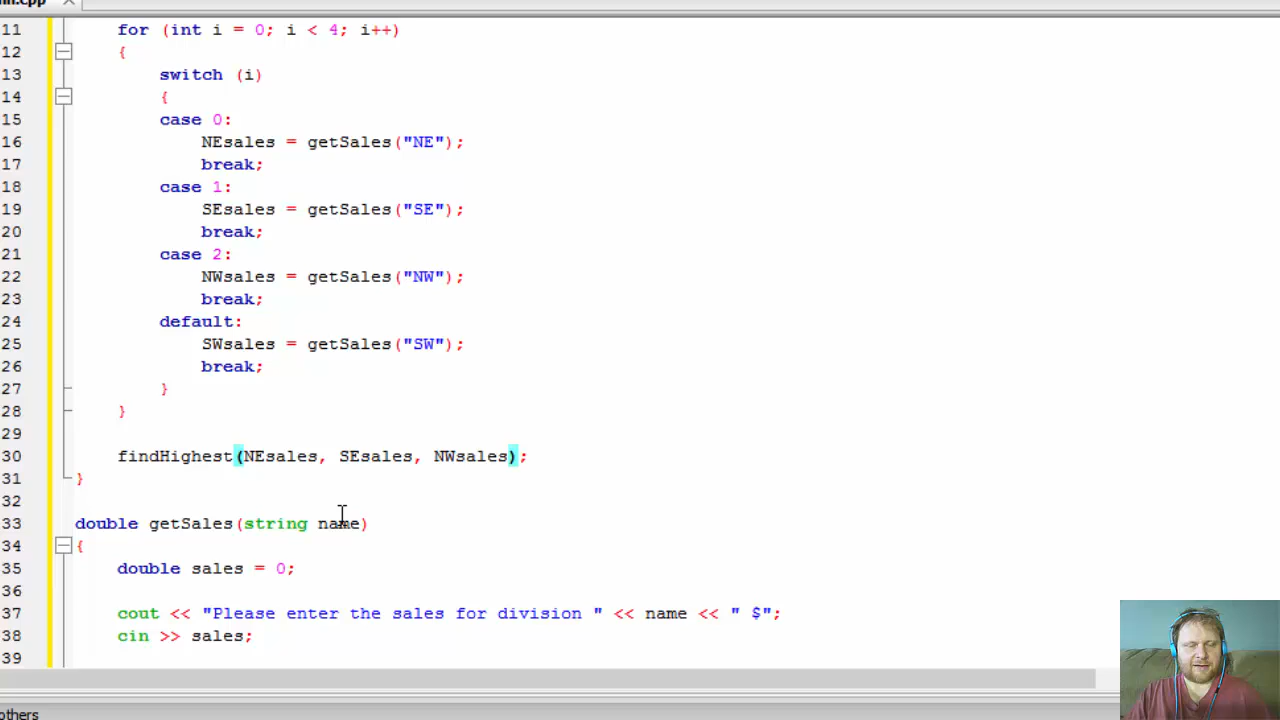 11 for (int i = 0; i < 4; i++)
12 {
13 switch (i)
14 {
15 case 0:
16 NEsales = getSales("NE");
17 break;
18 case 1:
19 SEsales = getSales("SE");
20 break;
21 case 2:
22 NWsales = getSales("NW");
23 break;
24 default:
25 SWsales = getSales("SW");
26 break;
27 }
28 }
29
30 findHighest(NEsales, SEsales, NWsales);
31 }
32
33 double getSales(string name)
34 {
35 double sales = 0;
36
37 cout << "Please enter the sales for division " << name << " $";
38 cin >> sales;
39
others